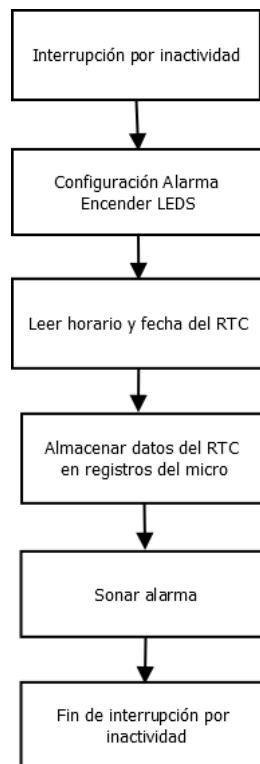 Interrupción por inactividad
Configuración Alarma
Encender LEDS
Leer horario y fecha del RTC
Almacenar datos del RTC
en registros del micro
Sonar alarma
Fin de interrupción por
inactividad